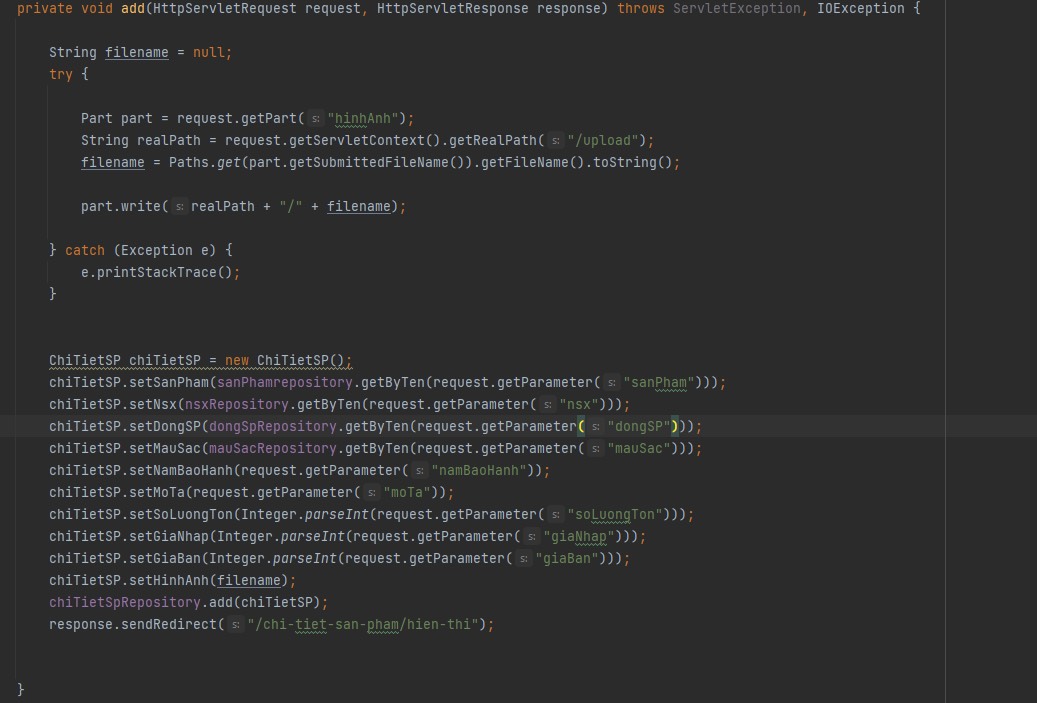 private void add(HttpServletRequest request, HttpServletResponse response) throws ServletException, IOException {
String filename = null;
try {
Part part = request.getPart( s: "hinhAnh");
String realPath = request.getServletContext().getRealPath( s: "/upload");
filename = Paths.get(part.getSubmittedFileName()).getFileName().toString();
part.write( s: realPath + "/" + filename);
} catch (Exception e) {
e.printStackTrace();
}
ChiTietSP chiTietSP = new ChiTietSP();
chiTietSP.setSanPham(sanPhamrepository.getByTen(request.getParameter( s: "sanPham")));
chiTietSP.setNsx(nsxRepository.getByTen(request.getParameter( s: "nsx")));
chiTietSP.setDongSP(dongSpRepository.getByTen(request.getParameter( s: "dongSP")));
chiTietSP.setMauSac(mauSacRepository.getByTen(request.getParameter( s: "mauSac")));
chiTietSP.setNamBaoHanh(request.getParameter( s: "namBaoHanh"));
chiTietSP.setMoTa(request.getParameter( s: "moTa"));
chiTietSP.setSoLuongTon(Integer.parseInt(request.getParameter( s: "soLuongTon")));
chiTietSP.setGiaNhap(Integer.parseInt(request.getParameter( s: "giaNhap")));
chiTietSP.setGiaBan(Integer.parseInt(request.getParameter( s: "giaBan")));
chiTietSP.setHinhAnh(filename);
chiTietSpRepository.add(chiTietSP);
response.sendRedirect( s: "/chi-tiet-san-pham/hien-thi");
}